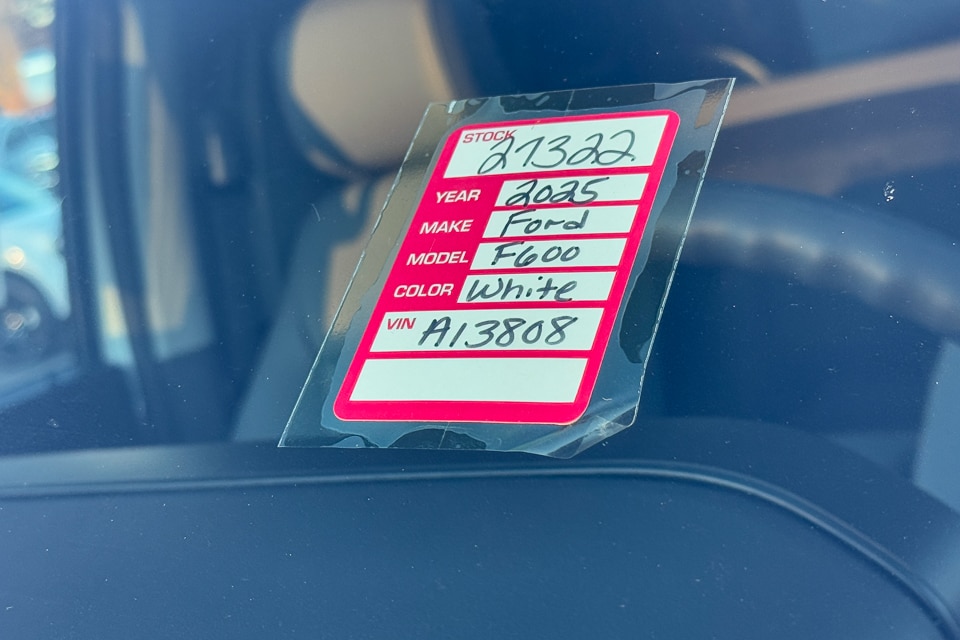 STOCK 27322
YEAR 2025
MAKE Ford
MODEL F600
COLOR White
VIN A13808